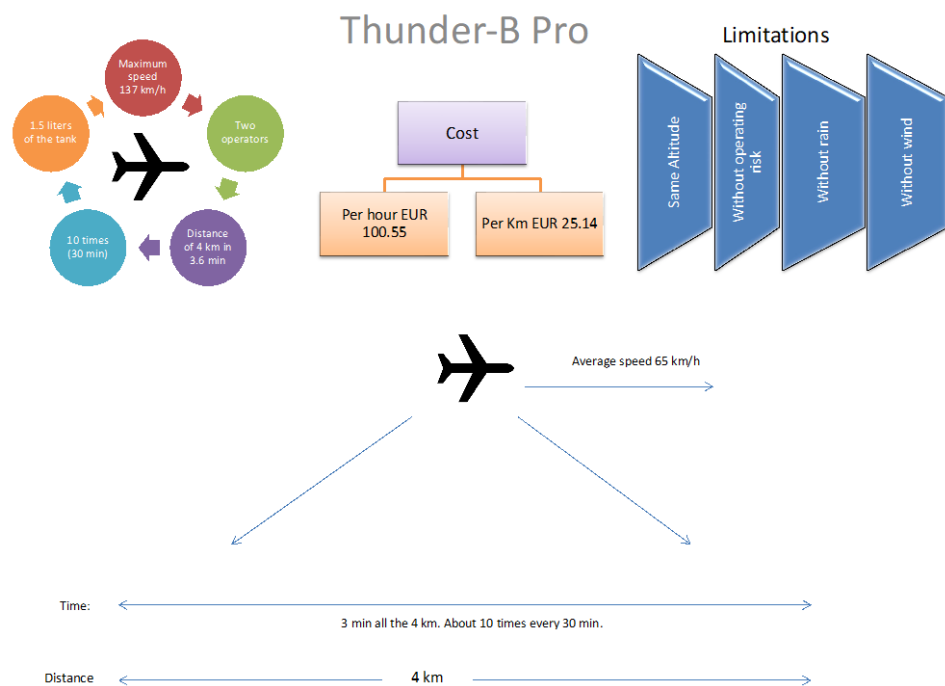 Thunder-B Pro
Maximum
speed
137 km/h
Two
operators
Distance
of 4 km in
3.6 min
10 times
(30 min)
1.5 liters
of the tank
Cost
Per hour EUR
100.55
Per Km EUR 25.14
Limitations
Same Altitude
Without operating
risk
Without rain
Without wind
Average speed 65 km/h
Time:
3 min all the 4 km. About 10 times every 30 min.
Distance
4 km